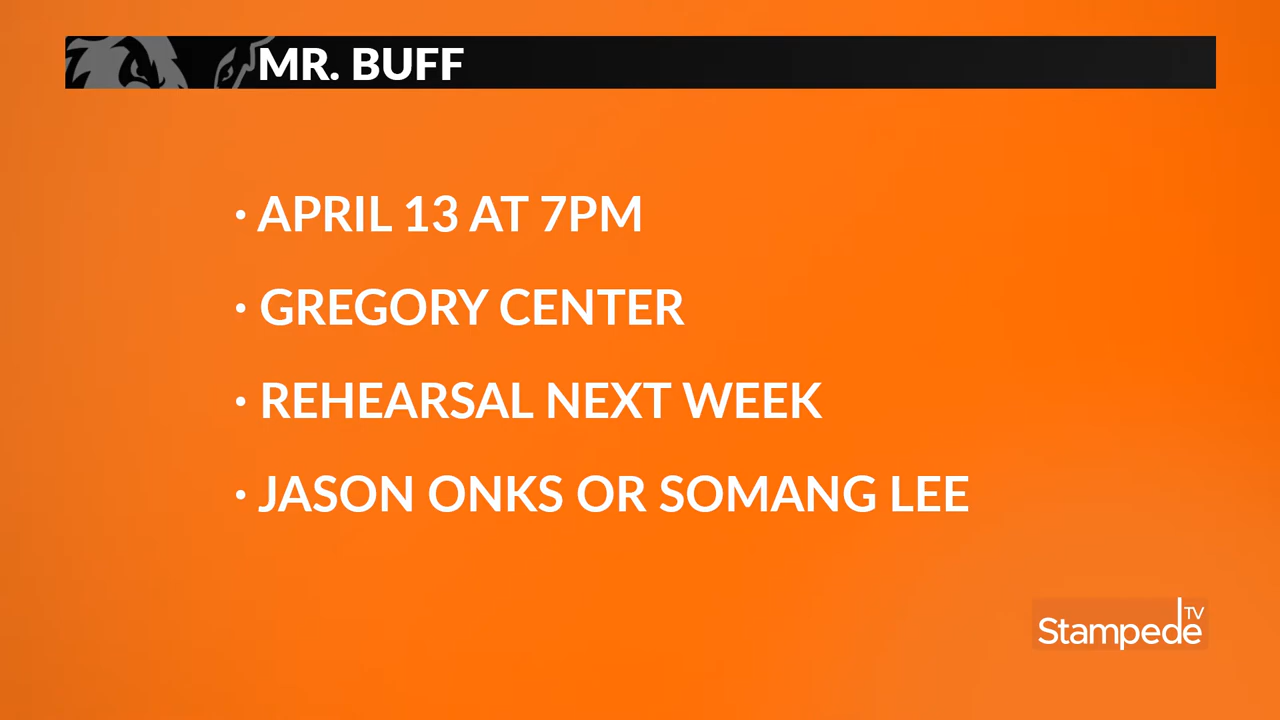 MR. BUFF
· APRIL 13 AT 7PM
· GREGORY CENTER
· REHEARSAL NEXT WEEK
· JASON ONKS OR SOMANG LEE
Stampede TV